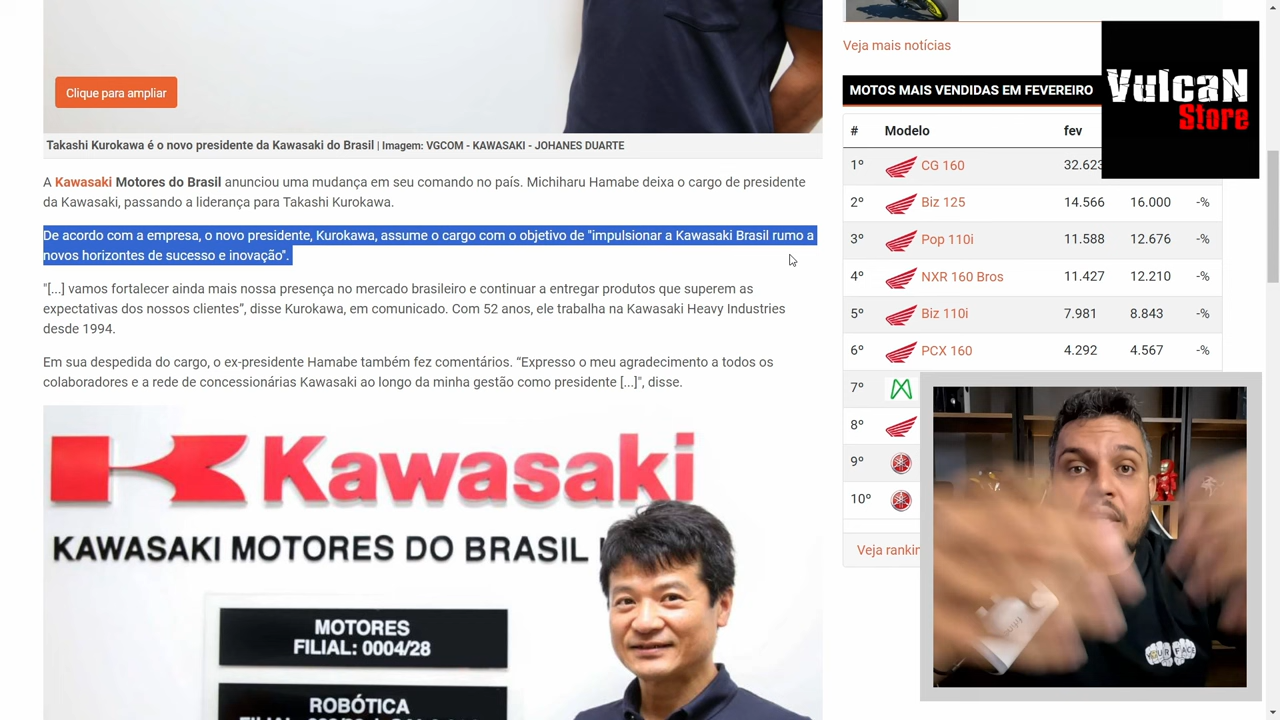 Clique para ampliar
Takashi Kurokawa é o novo presidente da Kawasaki do Brasil | Imagem: VGCOM - KAWASAKI - JOHANES DUARTE
A Kawasaki Motores do Brasil anunciou uma mudança em seu comando no país. Michiharu Hamabe deixa o cargo de presidente
da Kawasaki, passando a liderança para Takashi Kurokawa.
De acordo com a empresa, o novo presidente, Kurokawa, assume o cargo com o objetivo de "impulsionar a Kawasaki Brasil rumo a
novos horizontes de sucesso e inovação".
"[...] vamos fortalecer ainda mais nossa presença no mercado brasileiro e continuar a entregar produtos que superem as
expectativas dos nossos clientes”, disse Kurokawa, em comunicado. Com 52 anos, ele trabalha na Kawasaki Heavy Industries
desde 1994.
Em sua despedida do cargo, o ex-presidente Hamabe também fez comentários. “Expresso o meu agradecimento a todos os
colaboradores e a rede de concessionárias Kawasaki ao longo da minha gestão como presidente [...]", disse.
Kawasaki
KAWASAKI MOTORES DO BRASIL
MOTORES
FILIAL: 0004/28
ROBÓTICA
Veja mais notícias
MOTOS MAIS VENDIDAS EM FEVEREIRO
# Modelo fev
1º CG 160 32.623
2º Biz 125 14.566 16.000 -%
3º Pop 110i 11.588 12.676 -%
4º NXR 160 Bros 11.427 12.210 -%
5º Biz 110i 7.981 8.843 -%
6º PCX 160 4.292 4.567 -%
7º
8º
9º
10º
Veja rankin
VulcaN
Store